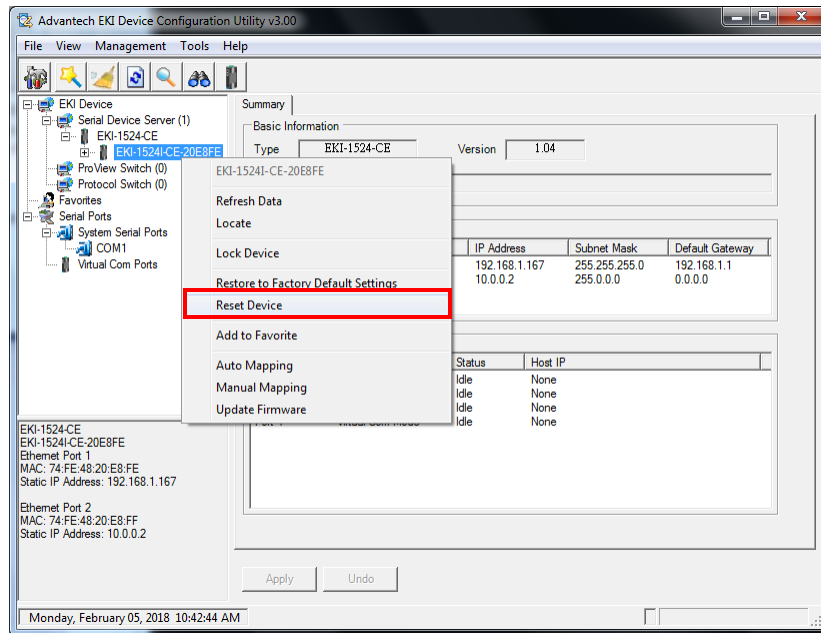 Advantech EKI Device Configuration Utility v3.00
File View Management Tools Help
EKI Device
Serial Device Server (1)
EKI-1524-CE
EKI-1524I-CE-20E8FE
ProView Switch (0)
Protocol Switch (0)
Favorites
Serial Ports
System Serial Ports
COM1
Virtual Com Ports
EKI-1524I-CE-20E8FE
Refresh Data
Locate
Lock Device
Restore to Factory Default Settings
Reset Device
Add to Favorite
Auto Mapping
Manual Mapping
Update Firmware
Summary
Basic Information
Type EKI-1524-CE Version 1.04
IP Address Subnet Mask Default Gateway
192.168.1.167 255.255.255.0 192.168.1.1
10.0.0.2 255.0.0.0 0.0.0.0
Status Host IP
Idle None
Idle None
Idle None
Idle None
EKI-1524-CE
EKI-1524I-CE-20E8FE
Ethernet Port 1
MAC: 74:FE:48:20:E8:FE
Static IP Address: 192.168.1.167
Ethernet Port 2
MAC: 74:FE:48:20:E8:FF
Static IP Address: 10.0.0.2
Apply Undo
Monday, February 05, 2018 10:42:44 AM